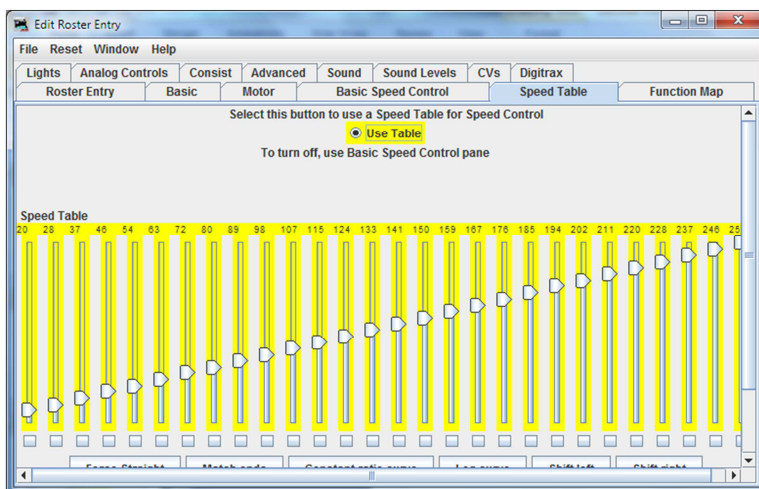 Edit Roster Entry
File Reset Window Help
Lights Analog Controls Consist Advanced Sound Sound Levels CVs Digitrax
Roster Entry Basic Motor Basic Speed Control Speed Table Function Map
Select this button to use a Speed Table for Speed Control
Use Table
To turn off, use Basic Speed Control pane
Speed Table
20 28 37 46 54 63 72 80 89 98 107 115 124 133 141 150 159 167 176 185 194 202 211 220 228 237 246 25
Force Straight Match ends Constant ratio curve Log curve Shift left Shift right